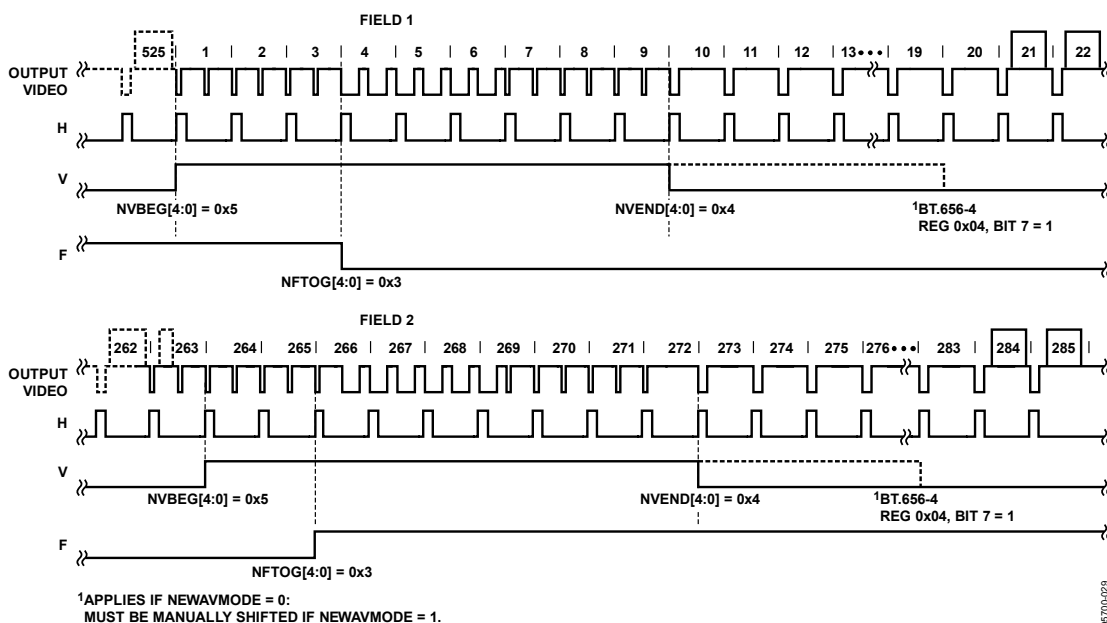 FIELD 1
525 | 1 | 2 | 3 | 4 | 5 | 6 | 7 | 8 | 9 | 10 | 11 | 12 | 13••• | 19 | 20 | 21 | 22
OUTPUT
VIDEO
H
V
NVBEG[4:0] = 0x5
NVEND[4:0] = 0x4
1BT.656-4
REG 0x04, BIT 7 = 1
F
NFTOG[4:0] = 0x3
FIELD 2
262 | 263 | 264 | 265 | 266 | 267 | 268 | 269 | 270 | 271 | 272 | 273 | 274 | 275 | 276••• | 283 | 284 | 285 |
OUTPUT
VIDEO
H
V
NVBEG[4:0] = 0x5
NVEND[4:0] = 0x4
1BT.656-4
REG 0x04, BIT 7 = 1
F
NFTOG[4:0] = 0x3
1APPLIES IF NEWAVMODE = 0:
MUST BE MANUALLY SHIFTED IF NEWAVMODE = 1.
05700-029